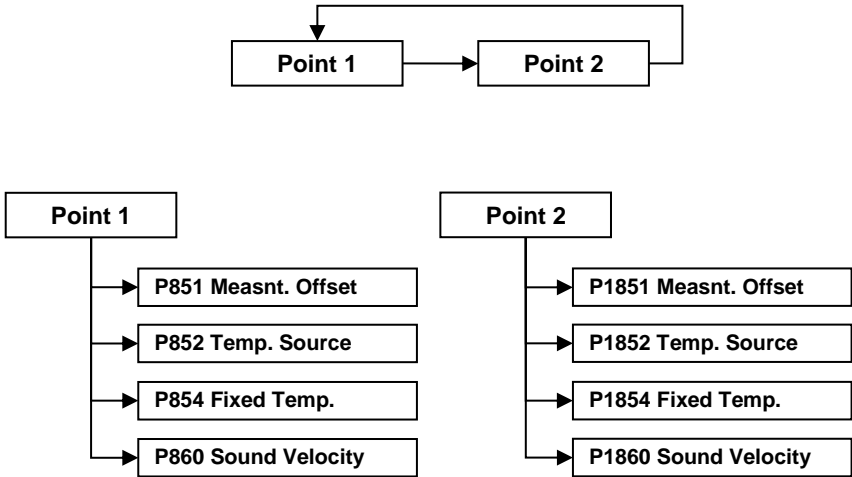 Point 1
Point 2
Point 1
P851 Measnt. Offset
P852 Temp. Source
P854 Fixed Temp.
P860 Sound Velocity
Point 2
P1851 Measnt. Offset
P1852 Temp. Source
P1854 Fixed Temp.
P1860 Sound Velocity